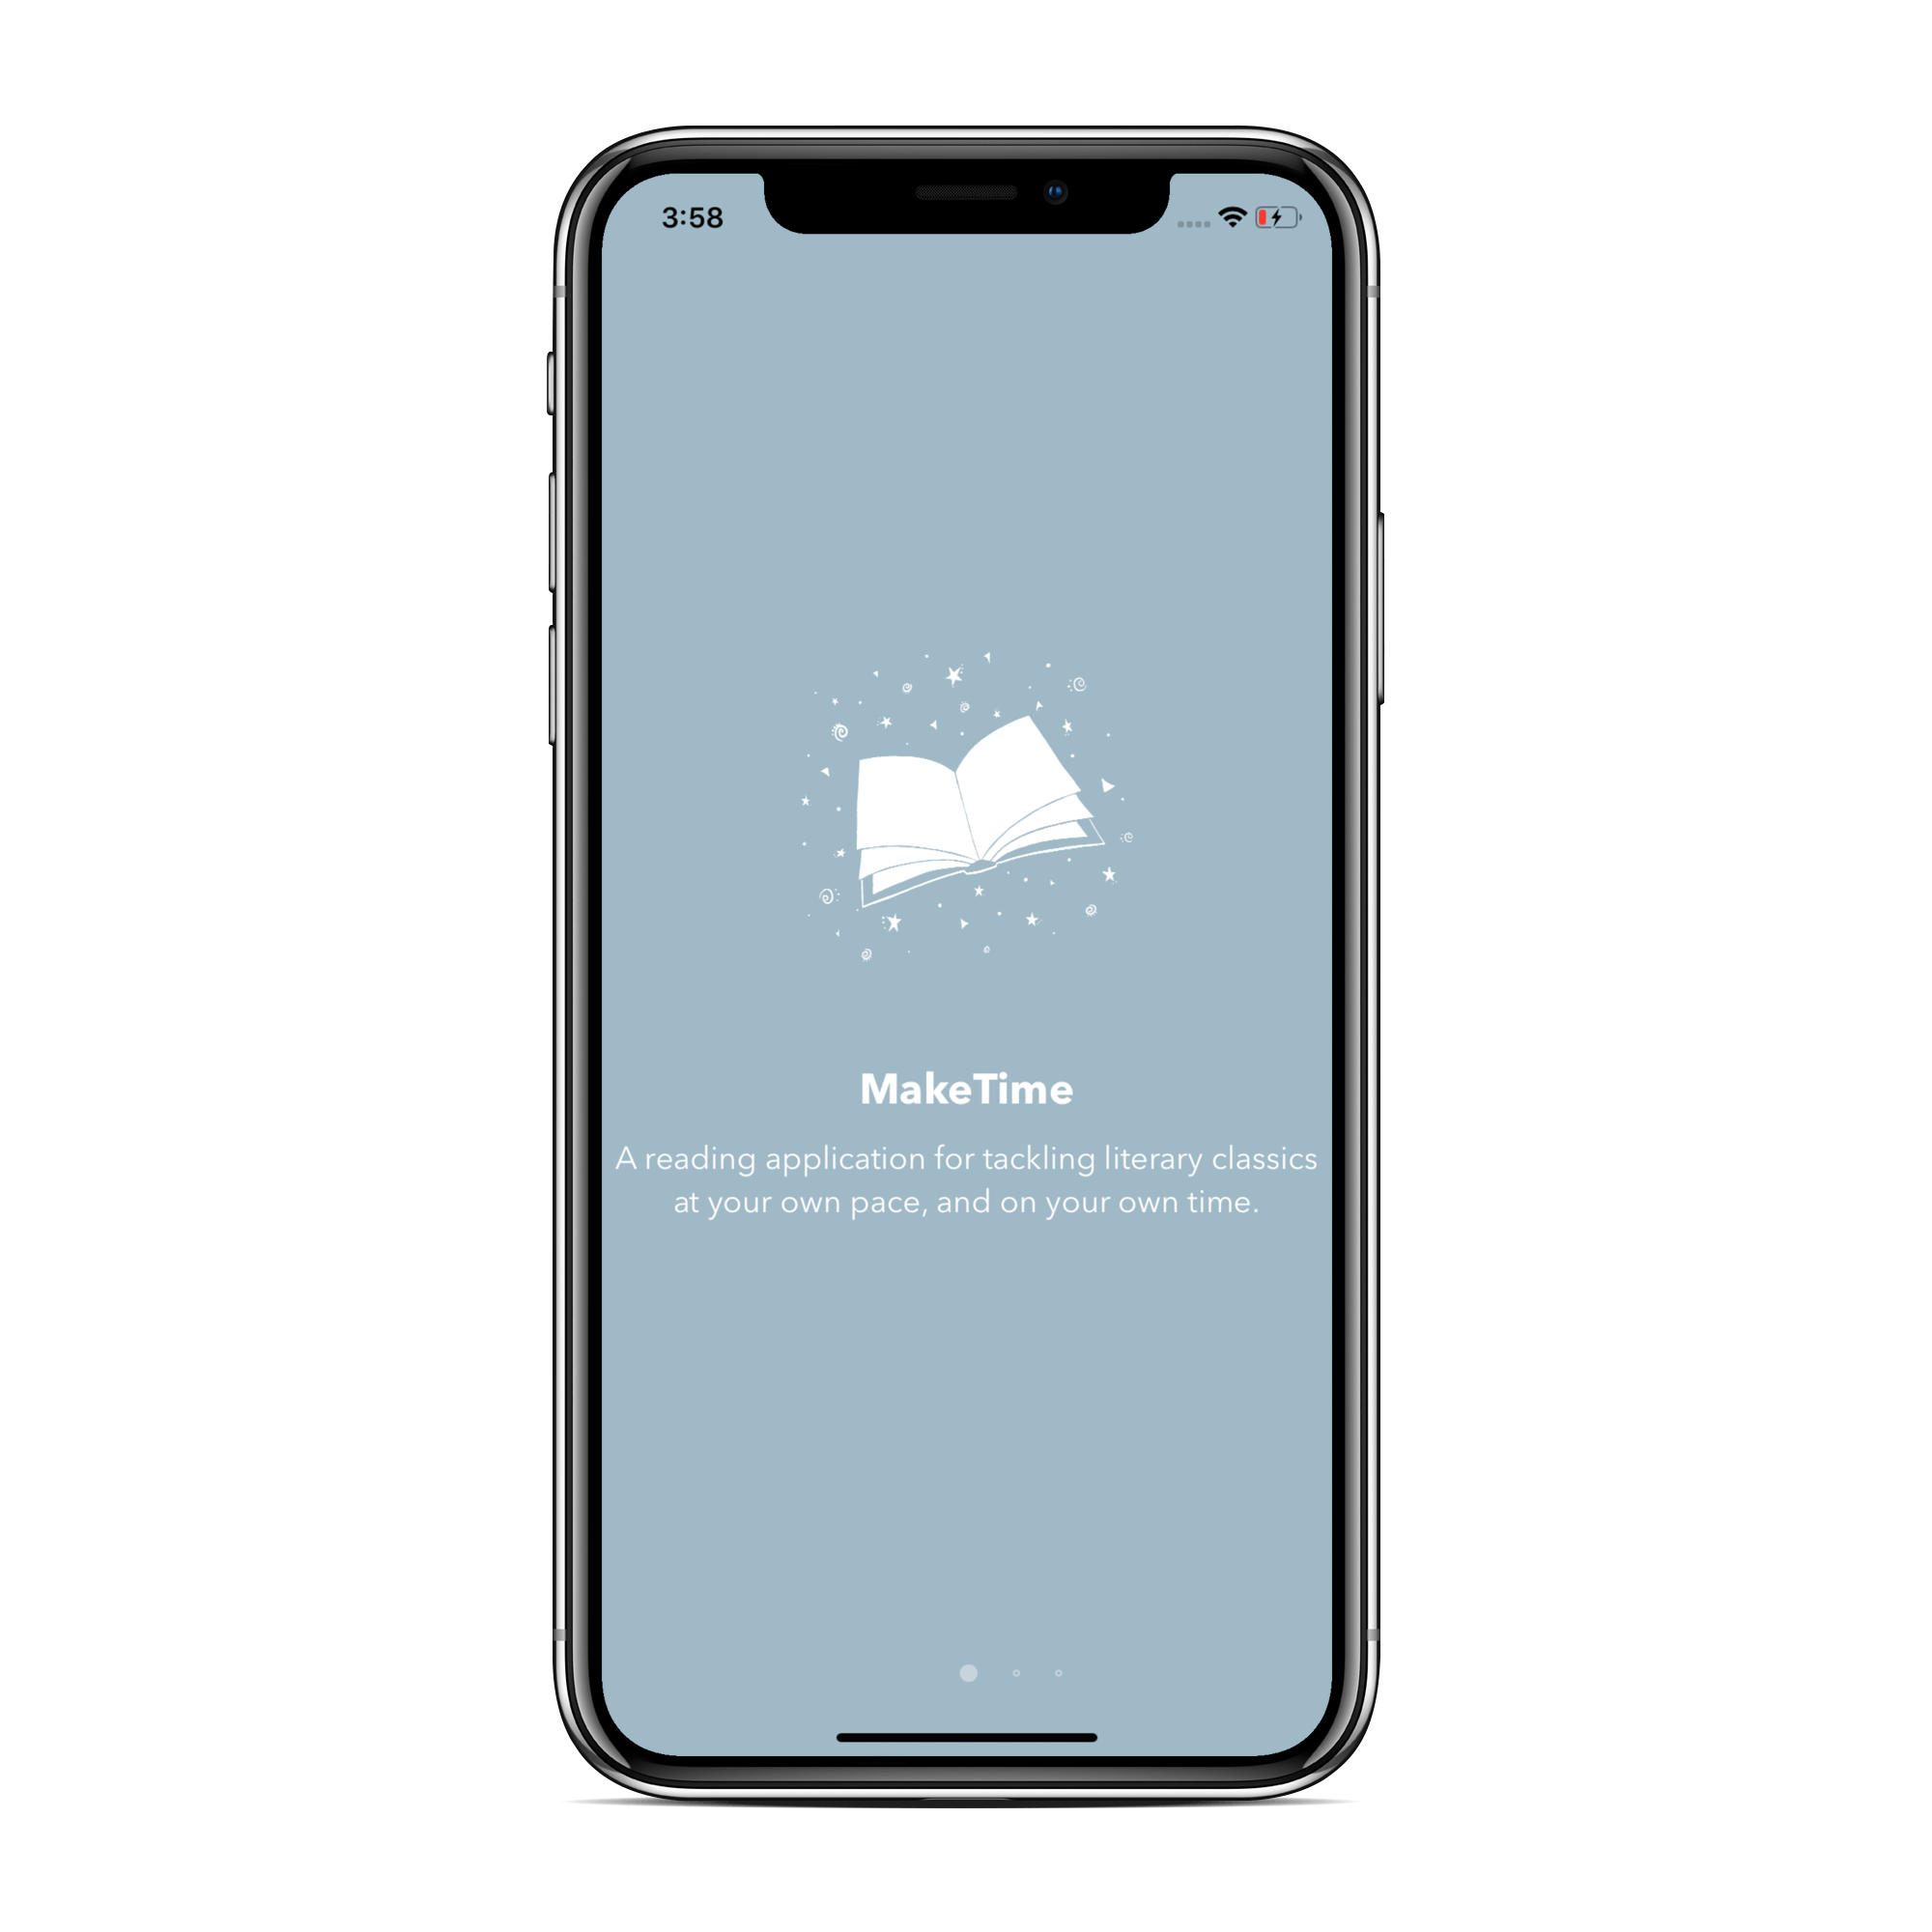 3:58
MakeTime
A reading application for tackling literary classics
at your own pace, and on your own time.